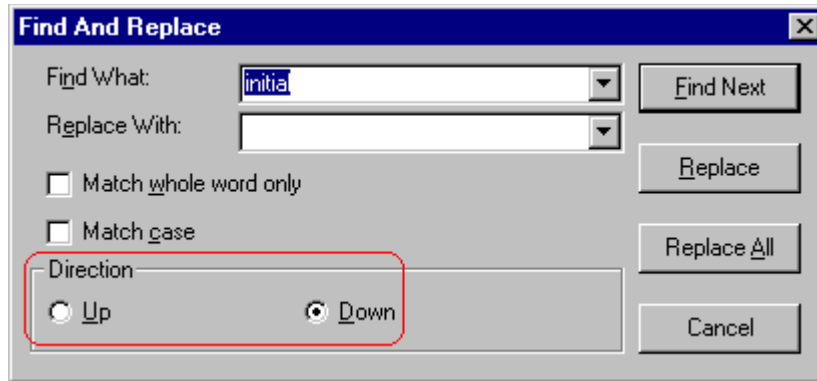 Find And Replace
Find What:
initial
Find Next
Replace With:
Replace
Match whole word only
Match case
Replace All
Direction
Up
Down
Cancel